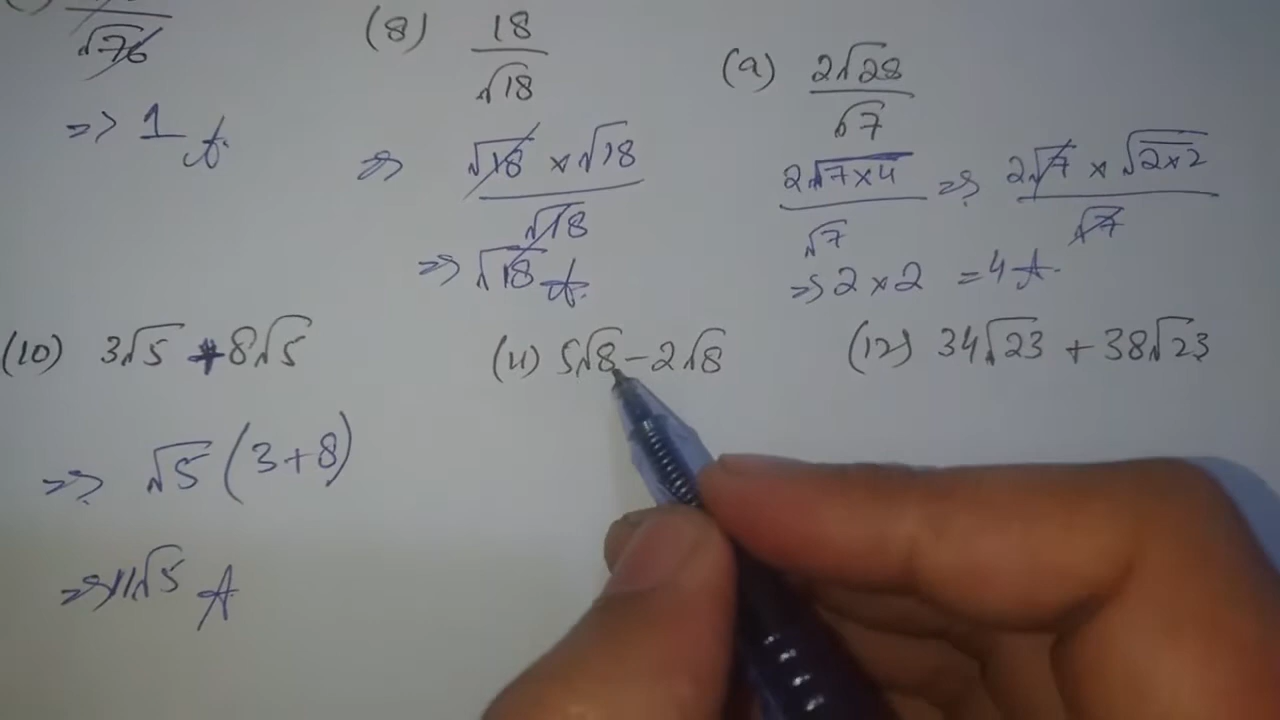 √76
=> 1 A.
(8) 18/√18
=> √18 × √18 / √18
=> √18 A.
(9) 2√28 / √7
2√7×4 / √7 => 2√7 × √2×2 / √7
=> 2×2 = 4 A.
(10) 3√5 + 8√5
=> √5 (3+8)
=> 11√5 A
(11) 5√8 - 2√8
(12) 34√23 + 38√23